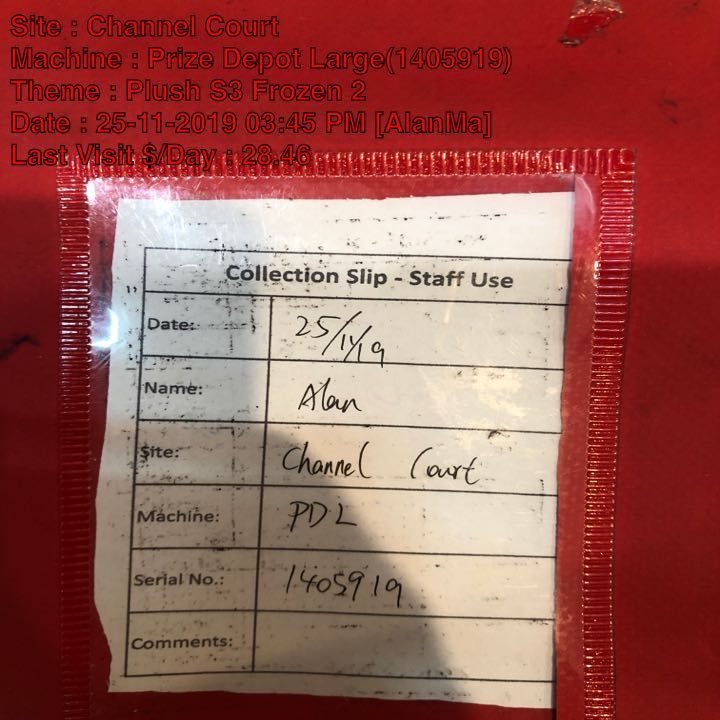 Site : Channel Court
Machine : Prize Depot Large(1405919)
Theme : Plush S3 Frozen 2
Date : 25-11-2019 03:45 PM [AlanMa]
Last Visit $/Day : 28.46
Collection Slip - Staff Use
Date: 25/11/19
Name: Alan
Site: Channel Court
Machine: PDL
Serial No.: 1405919
Comments: